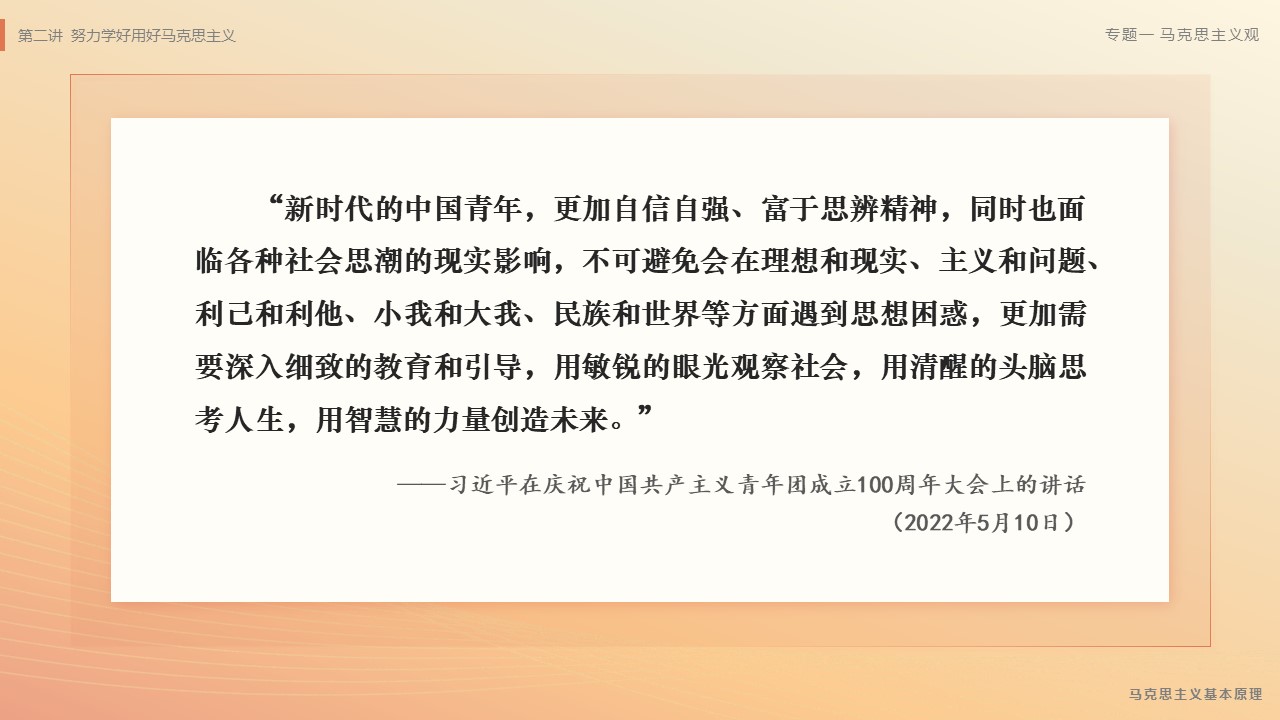 第二讲 努力学好用好马克思主义
专题一 马克思主义观
“新时代的中国青年，更加自信自强、富于思辨精神，同时也面
临各种社会思潮的现实影响，不可避免会在理想和现实、主义和问题、
利己和利他、小我和大我、民族和世界等方面遇到思想困惑，更加需
要深入细致的教育和引导，用敏锐的眼光观察社会，用清醒的头脑思
考人生，用智慧的力量创造未来。”
——习近平在庆祝中国共产主义青年团成立100周年大会上的讲话
（2022年5月10日）
马克思主义基本原理